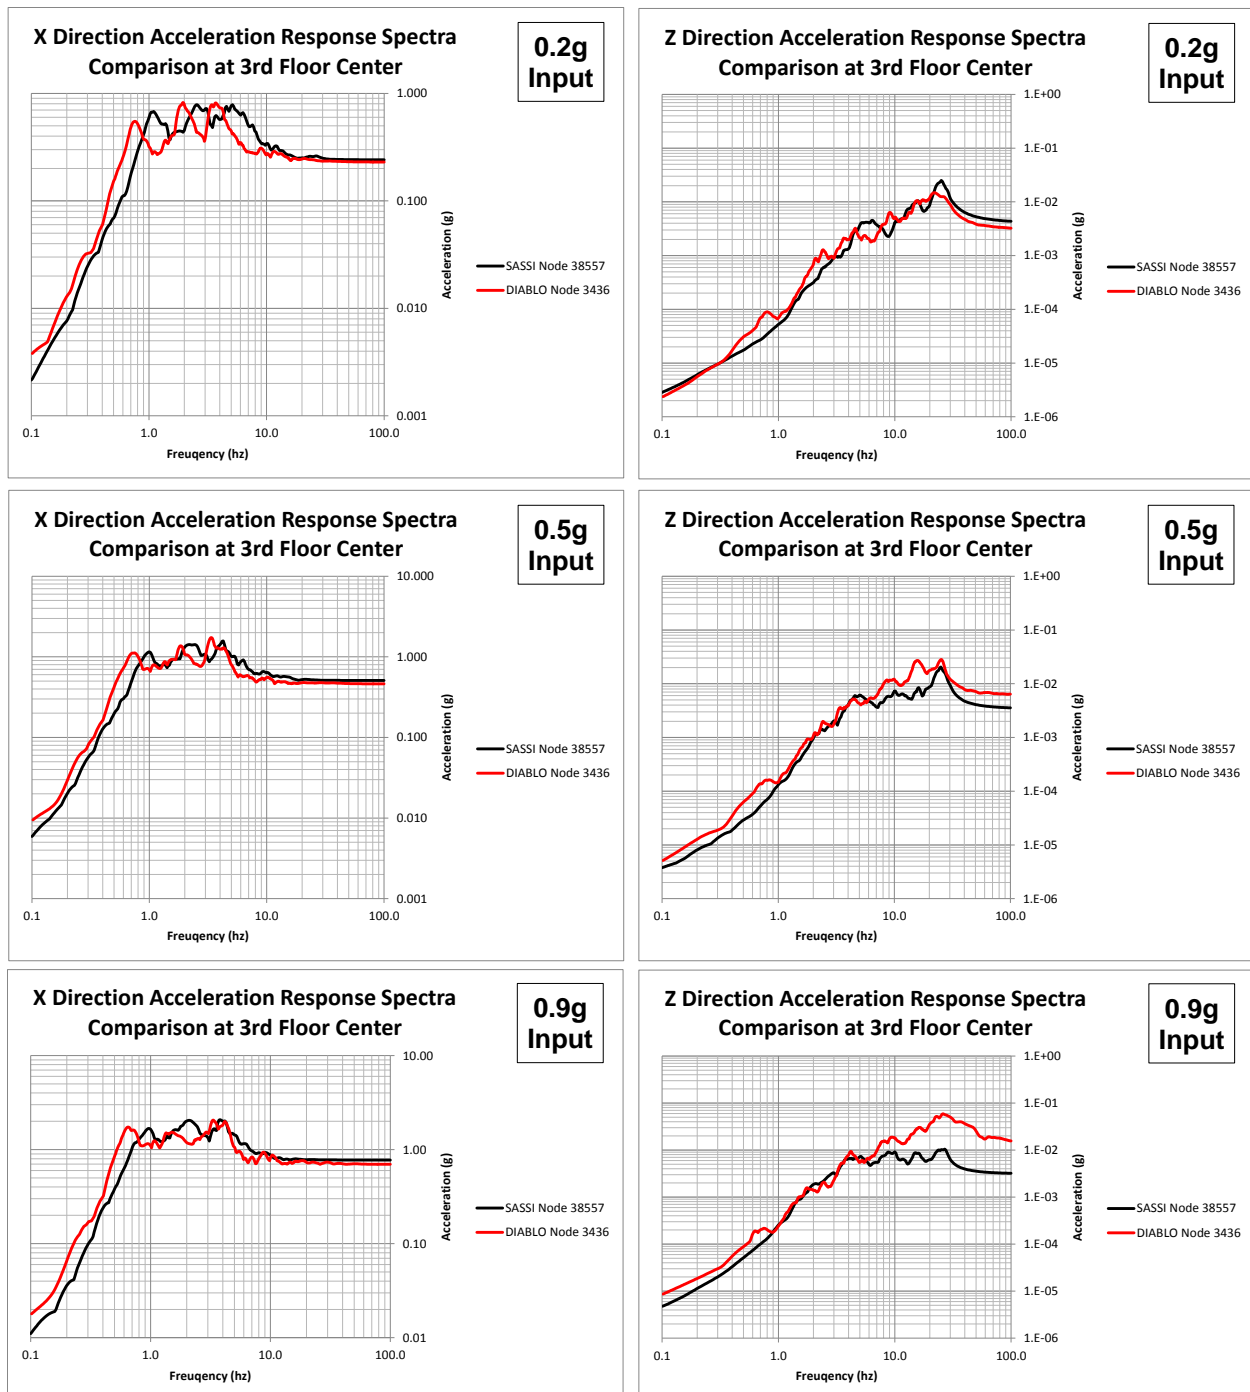 X Direction Acceleration Response Spectra
Comparison at 3rd Floor Center
0.2g
Input
1.000
0.100
0.010
0.001
Acceleration (g)
0.1
1.0
10.0
100.0
Freuqency (hz)
SASSI Node 38557
DIABLO Node 3436
Z Direction Acceleration Response Spectra
Comparison at 3rd Floor Center
0.2g
Input
1.E+00
1.E-01
1.E-02
1.E-03
1.E-04
1.E-05
1.E-06
Acceleration (g)
0.1
1.0
10.0
100.0
Freuqency (hz)
SASSI Node 38557
DIABLO Node 3436
X Direction Acceleration Response Spectra
Comparison at 3rd Floor Center
0.5g
Input
10.000
1.000
0.100
0.010
0.001
Acceleration (g)
0.1
1.0
10.0
100.0
Freuqency (hz)
SASSI Node 38557
DIABLO Node 3436
Z Direction Acceleration Response Spectra
Comparison at 3rd Floor Center
0.5g
Input
1.E+00
1.E-01
1.E-02
1.E-03
1.E-04
1.E-05
1.E-06
Acceleration (g)
0.1
1.0
10.0
100.0
Freuqency (hz)
SASSI Node 38557
DIABLO Node 3436
X Direction Acceleration Response Spectra
Comparison at 3rd Floor Center
0.9g
Input
10.00
1.00
0.10
0.01
Acceleration (g)
0.1
1.0
10.0
100.0
Freuqency (hz)
SASSI Node 38557
DIABLO Node 3436
Z Direction Acceleration Response Spectra
Comparison at 3rd Floor Center
0.9g
Input
1.E+00
1.E-01
1.E-02
1.E-03
1.E-04
1.E-05
1.E-06
Acceleration (g)
0.1
1.0
10.0
100.0
Freuqency (hz)
SASSI Node 38557
DIABLO Node 3436